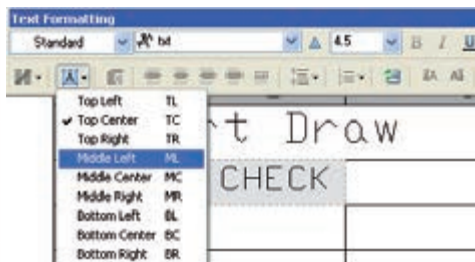 Text Formatting
Standard txt 4.5 B I U
Top Left TL
Top Center TC
Top Right TR
Middle Left ML
Middle Center MC
Middle Right MR
Bottom Left BL
Bottom Center BC
Bottom Right BR
t Draw
CHECK